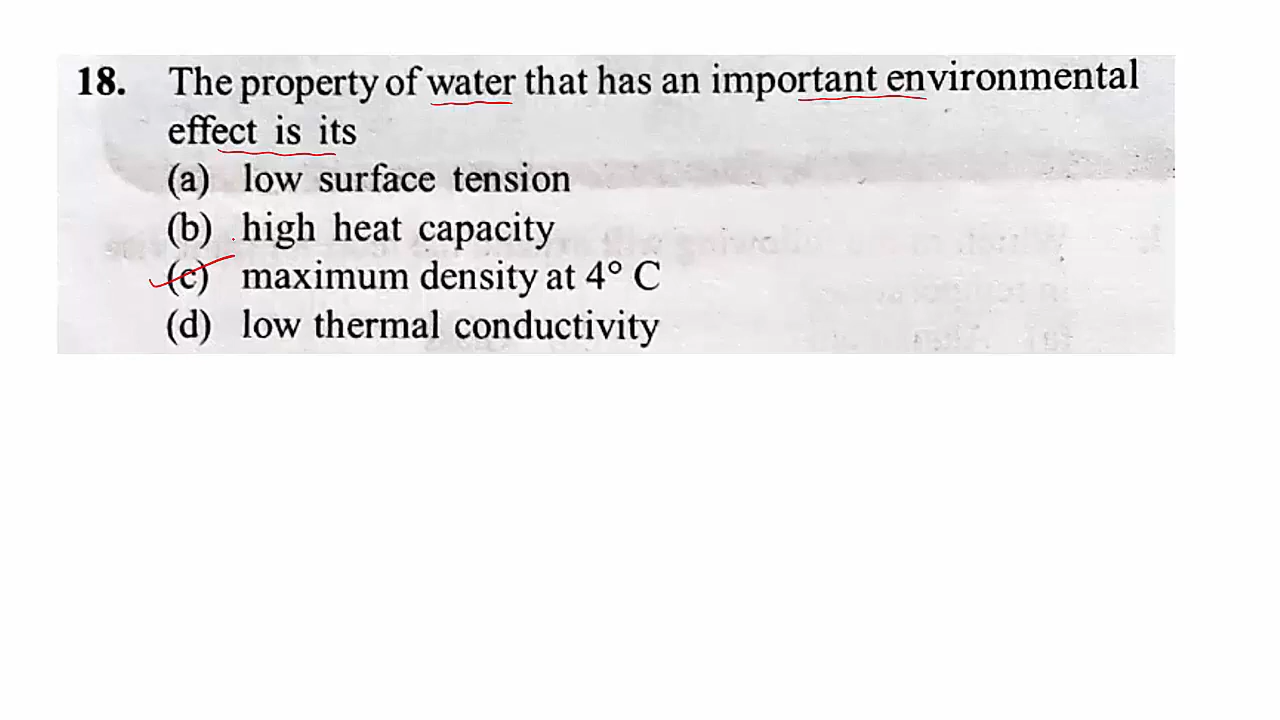 18. The property of water that has an important environmental
effect is its
(a) low surface tension
(b) high heat capacity
(c) maximum density at 4° C
(d) low thermal conductivity